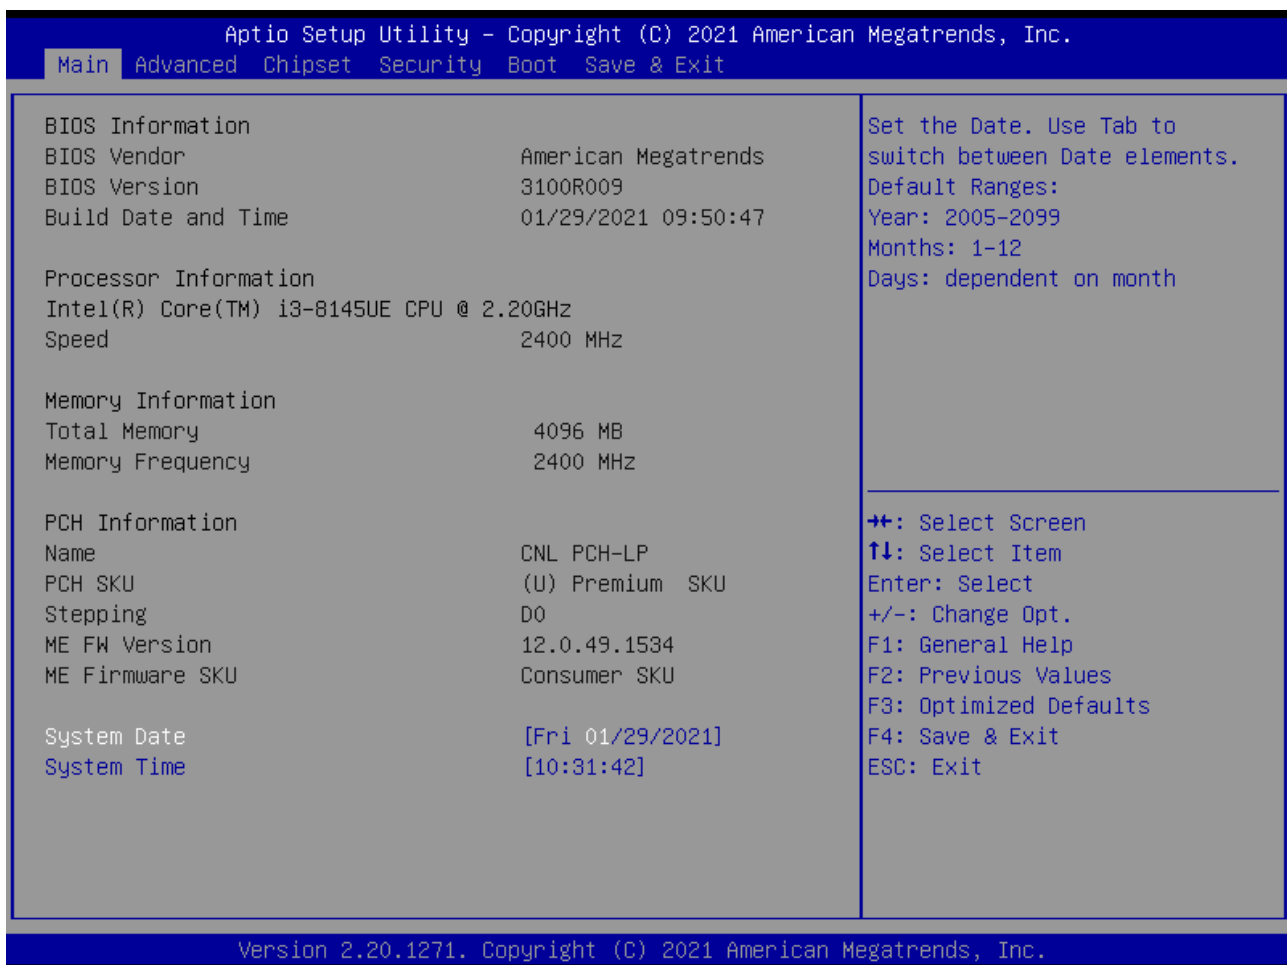 Aptio Setup Utility – Copyright (C) 2021 American Megatrends, Inc.
Main Advanced Chipset Security Boot Save & Exit
BIOS Information
BIOS Vendor American Megatrends
BIOS Version 3100R009
Build Date and Time 01/29/2021 09:50:47
Processor Information
Intel(R) Core(TM) i3-8145UE CPU @ 2.20GHz
Speed 2400 MHz
Memory Information
Total Memory 4096 MB
Memory Frequency 2400 MHz
PCH Information
Name CNL PCH-LP
PCH SKU (U) Premium SKU
Stepping D0
ME FW Version 12.0.49.1534
ME Firmware SKU Consumer SKU
System Date [Fri 01/29/2021]
System Time [10:31:42]
Set the Date. Use Tab to
switch between Date elements.
Default Ranges:
Year: 2005-2099
Months: 1-12
Days: dependent on month
→←: Select Screen
↑↓: Select Item
Enter: Select
+/-: Change Opt.
F1: General Help
F2: Previous Values
F3: Optimized Defaults
F4: Save & Exit
ESC: Exit
Version 2.20.1271. Copyright (C) 2021 American Megatrends, Inc.